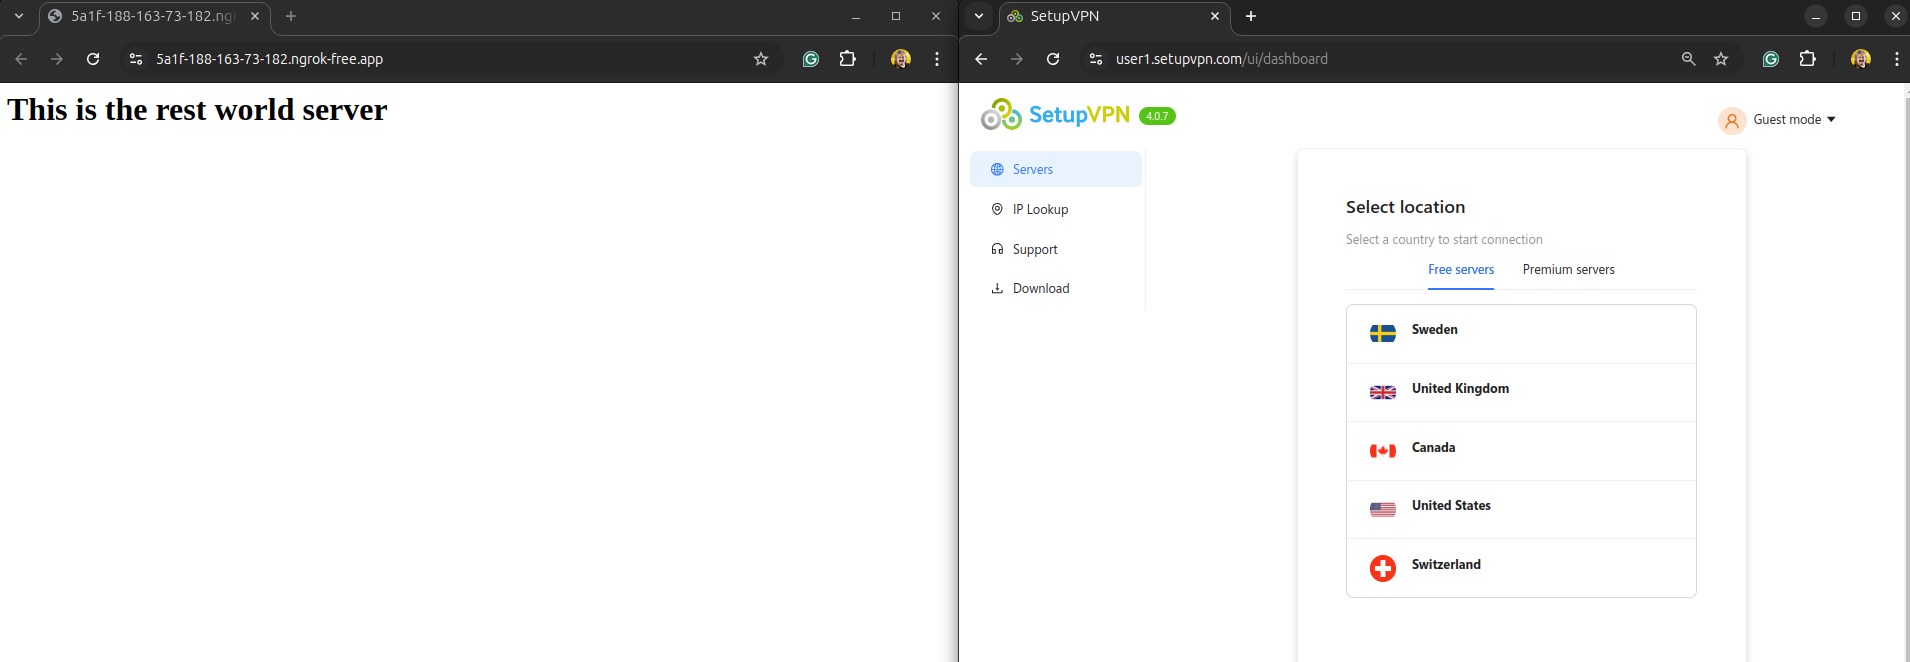 5a1f-188-163-73-182.ngr
5a1f-188-163-73-182.ngrok-free.app
This is the rest world server
SetupVPN
user1.setupvpn.com/ui/dashboard
SetupVPN 4.0.7
Guest mode
Servers
IP Lookup
Support
Download
Select location
Select a country to start connection
Free servers Premium servers
Sweden
United Kingdom
Canada
United States
Switzerland